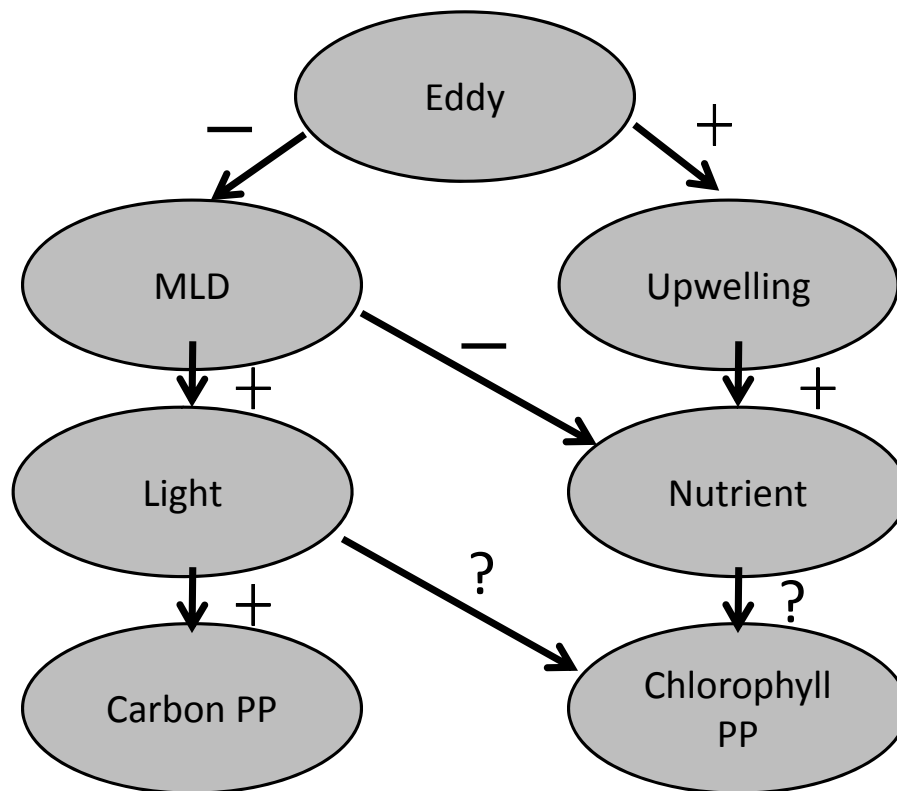 Eddy
— +
MLD
Upwelling
—
+ +
Light
Nutrient
?
+ ?
Carbon PP
Chlorophyll
PP